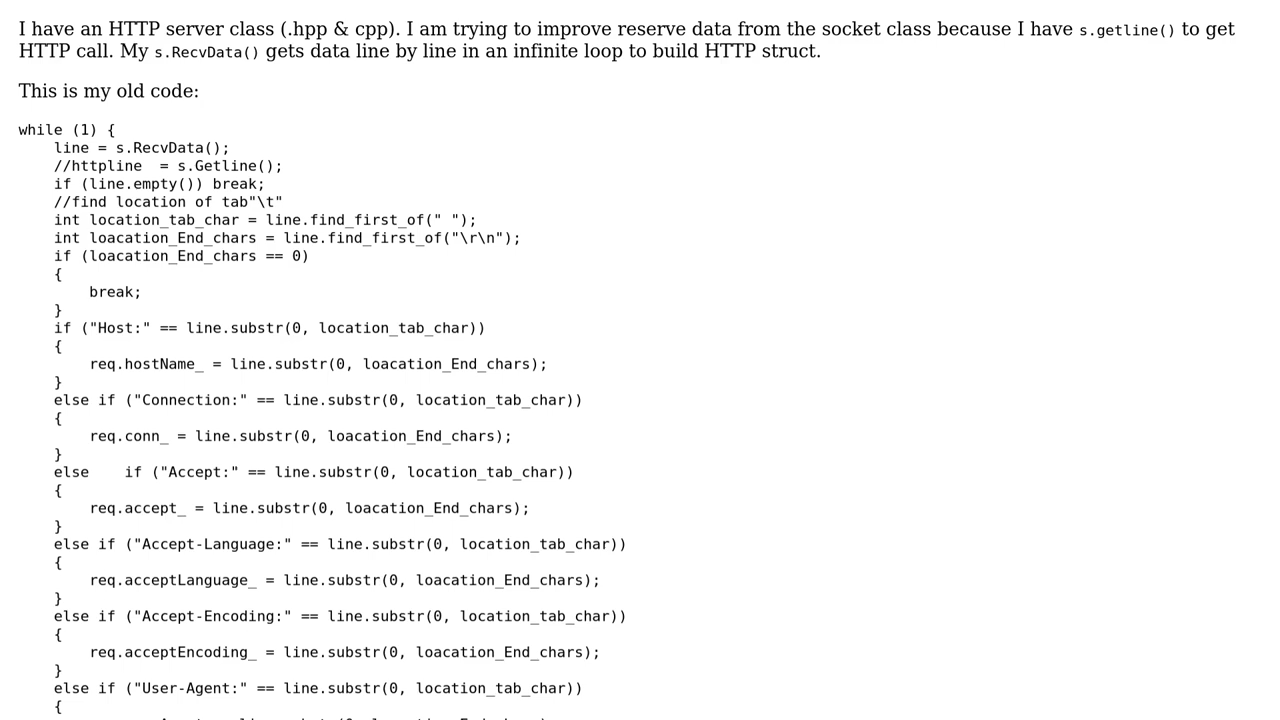 I have an HTTP server class (.hpp & cpp). I am trying to improve reserve data from the socket class because I have s.getline() to get
HTTP call. My s.RecvData() gets data line by line in an infinite loop to build HTTP struct.
This is my old code:
while (1) {
    line = s.RecvData();
    //httpline  = s.Getline();
    if (line.empty()) break;
    //find location of tab"\t"
    int location_tab_char = line.find_first_of(" ");
    int loacation_End_chars = line.find_first_of("\r\n");
    if (loacation_End_chars == 0)
    {
        break;
    }
    if ("Host:" == line.substr(0, location_tab_char))
    {
        req.hostName_ = line.substr(0, loacation_End_chars);
    }
    else if ("Connection:" == line.substr(0, location_tab_char))
    {
        req.conn_ = line.substr(0, loacation_End_chars);
    }
    else    if ("Accept:" == line.substr(0, location_tab_char))
    {
        req.accept_ = line.substr(0, loacation_End_chars);
    }
    else if ("Accept-Language:" == line.substr(0, location_tab_char))
    {
        req.acceptLanguage_ = line.substr(0, loacation_End_chars);
    }
    else if ("Accept-Encoding:" == line.substr(0, location_tab_char))
    {
        req.acceptEncoding_ = line.substr(0, loacation_End_chars);
    }
    else if ("User-Agent:" == line.substr(0, location_tab_char))
    {